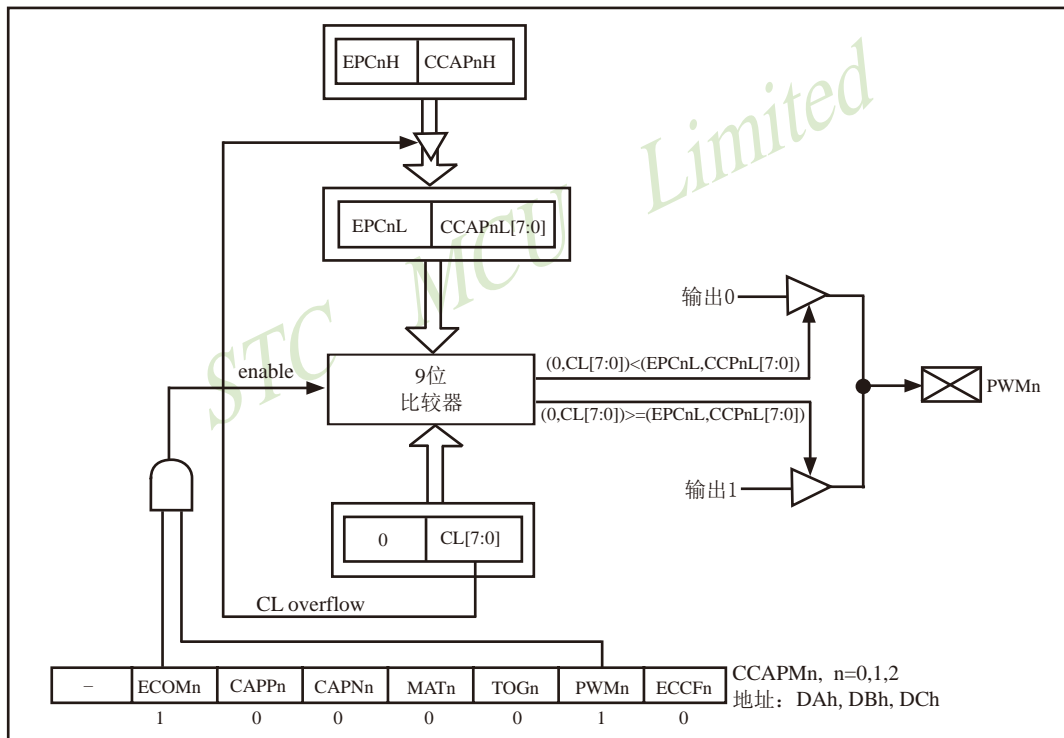 EPCnH CCAPnH
EPCnL CCAPnL[7:0]
STC MCU Limited
输出0
(0,CL[7:0])<(EPCnL,CCPnL[7:0])
enable
9位
比较器
PWMn
(0,CL[7:0])>=(EPCnL,CCPnL[7:0])
输出1
0 CL[7:0]
CL overflow
– ECOMn CAPPn CAPNn MATn TOGn PWMn ECCFn
CCAPMn, n=0,1,2
地址：DAh, DBh, DCh
1 0 0 0 0 1 0